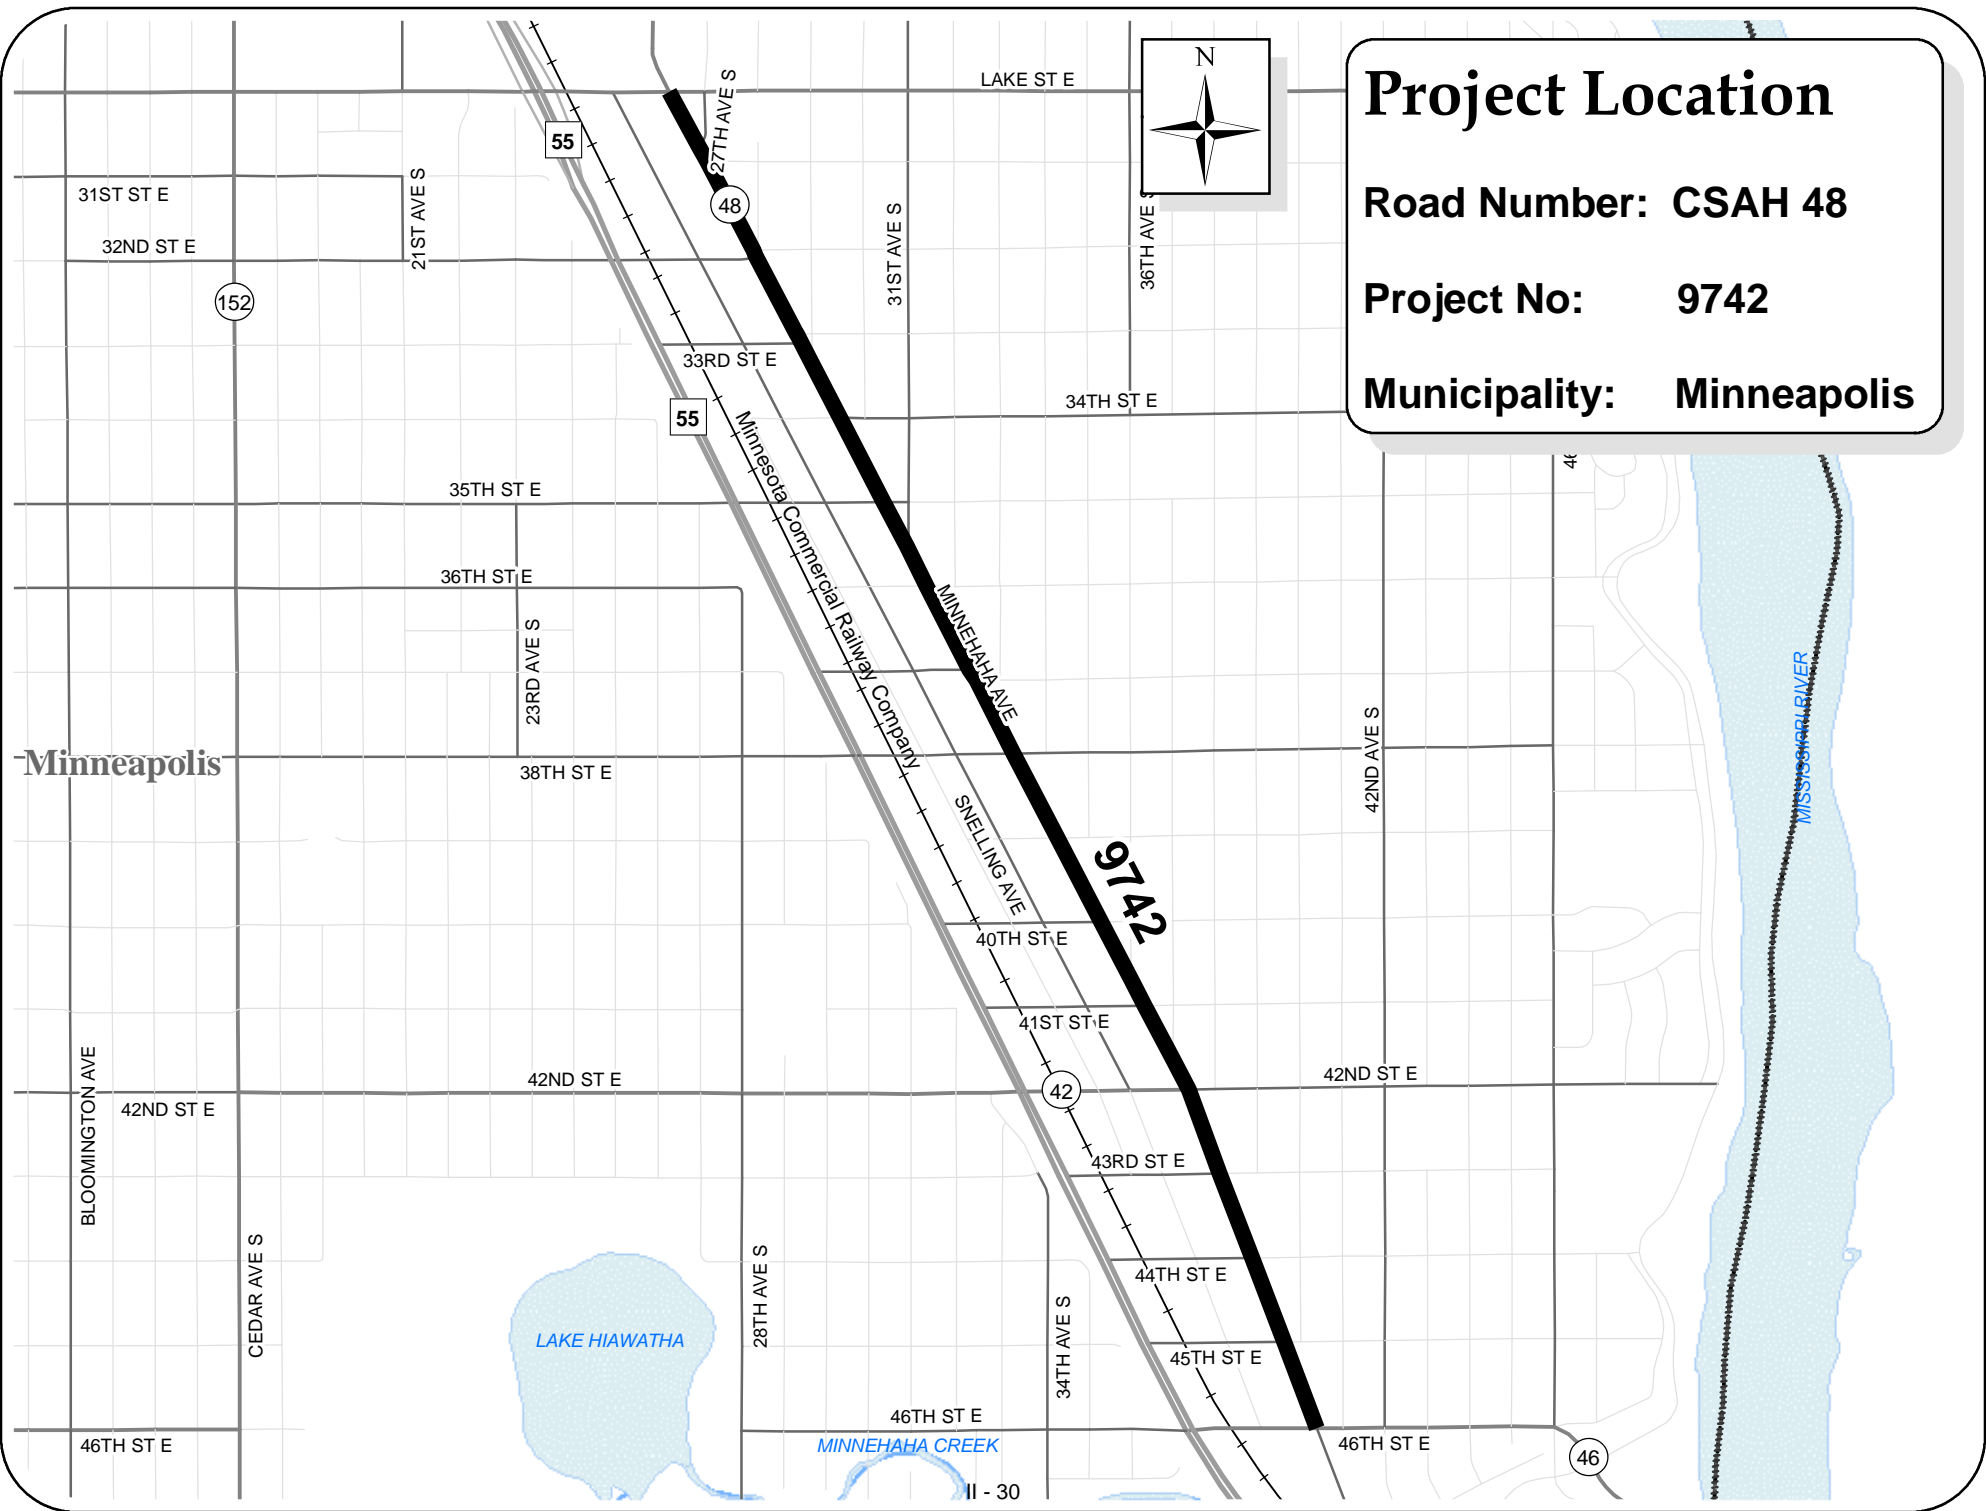 Project Location
Road Number: CSAH 48
Project No: 9742
Municipality: Minneapolis
N
LAKE ST E
27TH AVE S
55
48
31ST ST E
21ST AVE S
31ST AVE S
36TH AVE S
32ND ST E
152
33RD ST E
34TH ST E
55
Minnesota Commercial Railway Company
35TH ST E
36TH ST E
23RD AVE S
MINNEHAHA AVE
MISSISSIPPI RIVER
42ND AVE S
Minneapolis
38TH ST E
SNELLING AVE
9742
40TH ST E
41ST ST E
42ND ST E
42
42ND ST E
42ND ST E
BLOOMINGTON AVE
43RD ST E
CEDAR AVE S
28TH AVE S
44TH ST E
LAKE HIAWATHA
34TH AVE S
45TH ST E
46TH ST E
46TH ST E
46TH ST E
MINNEHAHA CREEK
46
II - 30